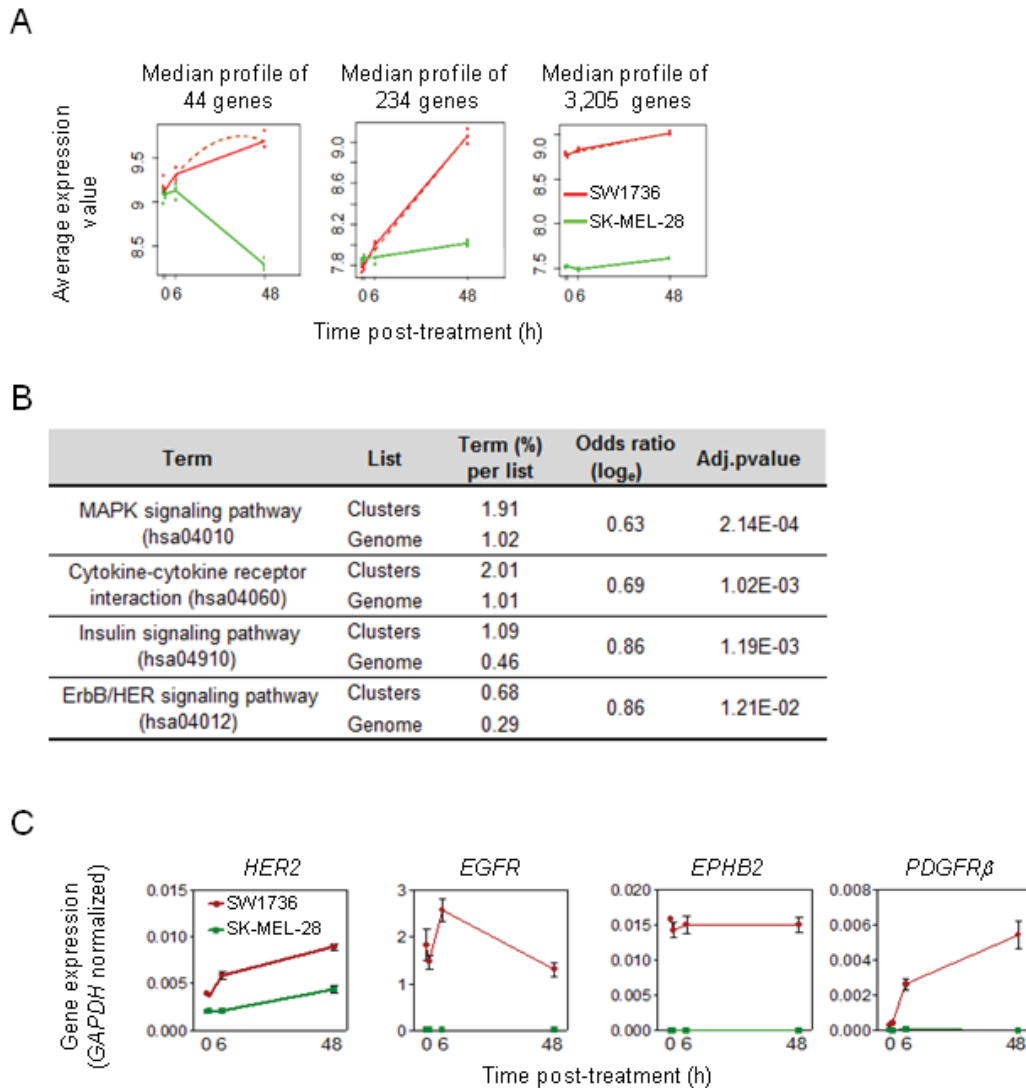 A
Median profile of
44 genes
Median profile of
234 genes
Median profile of
3,205 genes
Average expression
value
9.5
9
8.5
0 6 48
9.0
8.6
8.2
7.8
0 6 48
9.0
8.5
8.0
7.5
0 6 48
SW1736
SK-MEL-28
Time post-treatment (h)
B
Term List Term (%) per list Odds ratio (logₑ) Adj.pvalue
MAPK signaling pathway (hsa04010 Clusters 1.91 0.63 2.14E-04
Genome 1.02
Cytokine-cytokine receptor interaction (hsa04060) Clusters 2.01 0.69 1.02E-03
Genome 1.01
Insulin signaling pathway (hsa04910) Clusters 1.09 0.86 1.19E-03
Genome 0.46
ErbB/HER signaling pathway (hsa04012) Clusters 0.68 0.86 1.21E-02
Genome 0.29
C
Gene expression
(GAPDH normalized)
HER2
0.015
0.010
0.005
0.000
0 6 48
SW1736
SK-MEL-28
EGFR
3
2
1
0
0 6 48
EPHB2
0.020
0.015
0.010
0.005
0.000
0 6 48
PDGFRβ
0.008
0.006
0.004
0.002
0.000
0 6 48
Time post-treatment (h)